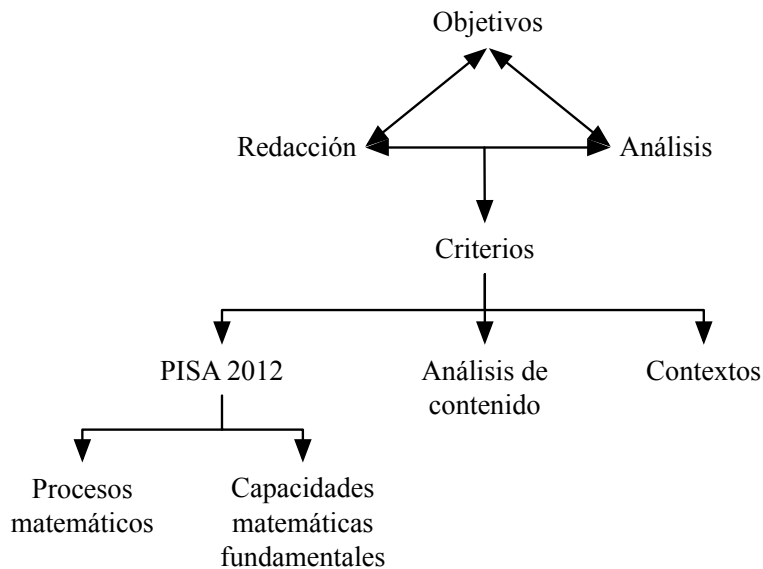 Objetivos
Redacción
Análisis
Criterios
PISA 2012
Análisis de
contenido
Contextos
Procesos
matemáticos
Capacidades
matemáticas
fundamentales